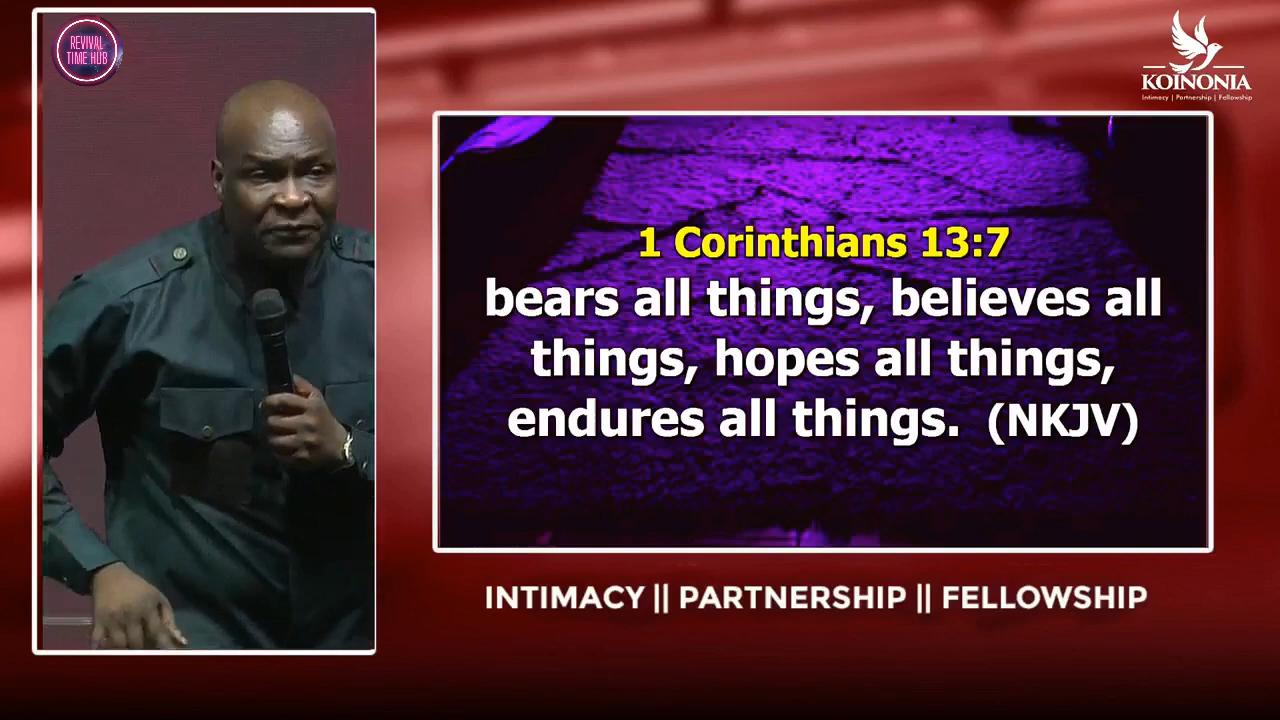 REVIVAL
TIME HUB
KOINONIA
Intimacy | Partnership | Fellowship
1 Corinthians 13:7
bears all things, believes all
things, hopes all things,
endures all things. (NKJV)
INTIMACY || PARTNERSHIP || FELLOWSHIP